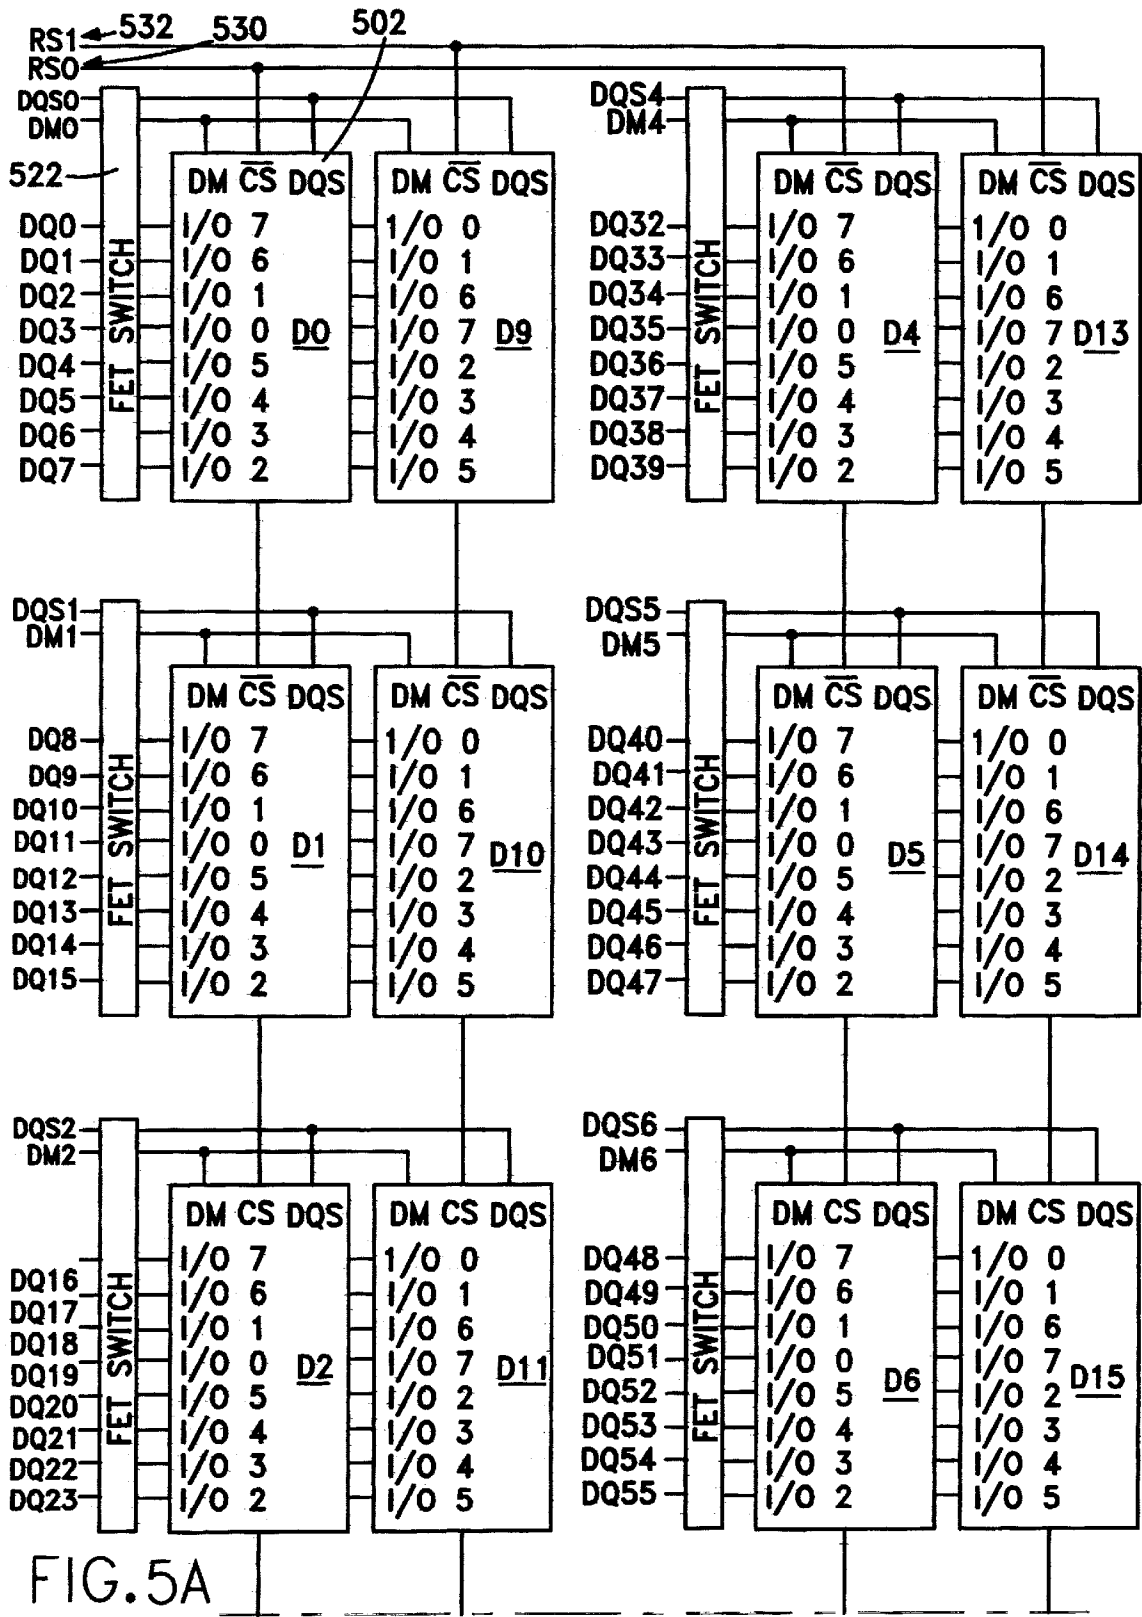 RS1 532 530 502
RS0
DQS0
DM0
522
FET SWITCH
DM CS DQS DM CS DQS
DQ0 I/O 7 1/O 0
DQ1 I/O 6 I/O 1
DQ2 I/O 1 I/O 6
DQ3 I/O 0 D0 I/O 7 D9
DQ4 I/O 5 I/O 2
DQ5 I/O 4 I/O 3
DQ6 I/O 3 I/O 4
DQ7 I/O 2 I/O 5
DQS4
DM4
FET SWITCH
DM CS DQS DM CS DQS
DQ32 I/O 7 1/O 0
DQ33 I/O 6 I/O 1
DQ34 I/O 1 I/O 6
DQ35 I/O 0 D4 I/O 7 D13
DQ36 I/O 5 I/O 2
DQ37 I/O 4 I/O 3
DQ38 I/O 3 I/O 4
DQ39 I/O 2 I/O 5
DQS1
DM1
FET SWITCH
DM CS DQS DM CS DQS
DQ8 I/O 7 1/O 0
DQ9 I/O 6 I/O 1
DQ10 I/O 1 I/O 6
DQ11 I/O 0 D1 I/O 7 D10
DQ12 I/O 5 I/O 2
DQ13 I/O 4 I/O 3
DQ14 I/O 3 I/O 4
DQ15 I/O 2 I/O 5
DQS5
DM5
FET SWITCH
DM CS DQS DM CS DQS
DQ40 I/O 7 1/O 0
DQ41 I/O 6 I/O 1
DQ42 I/O 1 I/O 6
DQ43 I/O 0 D5 I/O 7 D14
DQ44 I/O 5 I/O 2
DQ45 I/O 4 I/O 3
DQ46 I/O 3 I/O 4
DQ47 I/O 2 I/O 5
DQS2
DM2
FET SWITCH
DM CS DQS DM CS DQS
DQ16 I/O 7 1/O 0
DQ17 I/O 6 I/O 1
DQ18 I/O 1 I/O 6
DQ19 I/O 0 D2 I/O 7 D11
DQ20 I/O 5 I/O 2
DQ21 I/O 4 I/O 3
DQ22 I/O 3 I/O 4
DQ23 I/O 2 I/O 5
DQS6
DM6
FET SWITCH
DM CS DQS DM CS DQS
DQ48 I/O 7 1/O 0
DQ49 I/O 6 I/O 1
DQ50 I/O 1 I/O 6
DQ51 I/O 0 D6 I/O 7 D15
DQ52 I/O 5 I/O 2
DQ53 I/O 4 I/O 3
DQ54 I/O 3 I/O 4
DQ55 I/O 2 I/O 5
FIG.5A